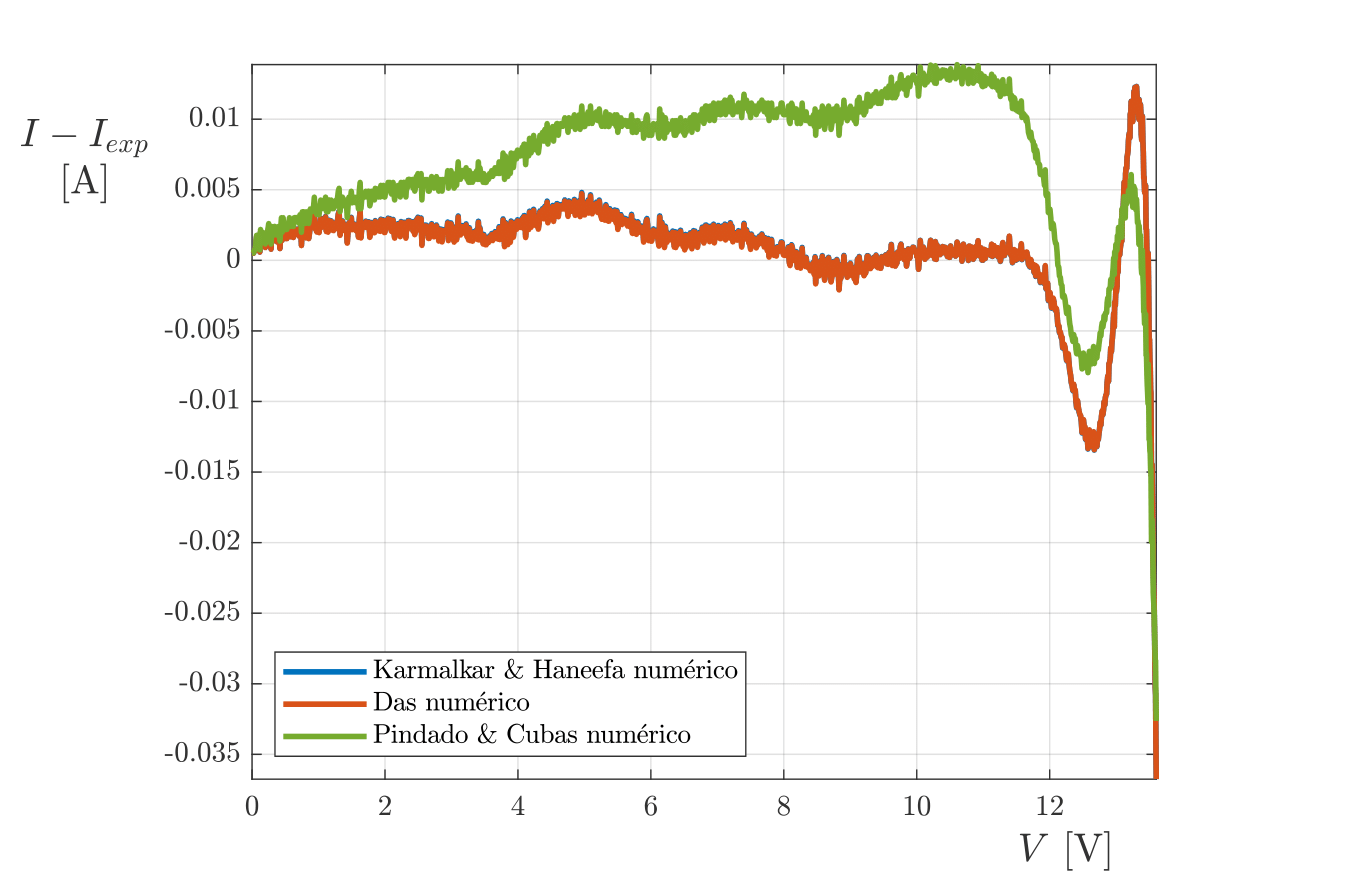 I − I_exp
[A]
0.01
0.005
0
-0.005
-0.01
-0.015
-0.02
-0.025
-0.03
-0.035
Karmalkar & Haneefa numérico
Das numérico
Pindado & Cubas numérico
0 2 4 6 8 10 12
V [V]